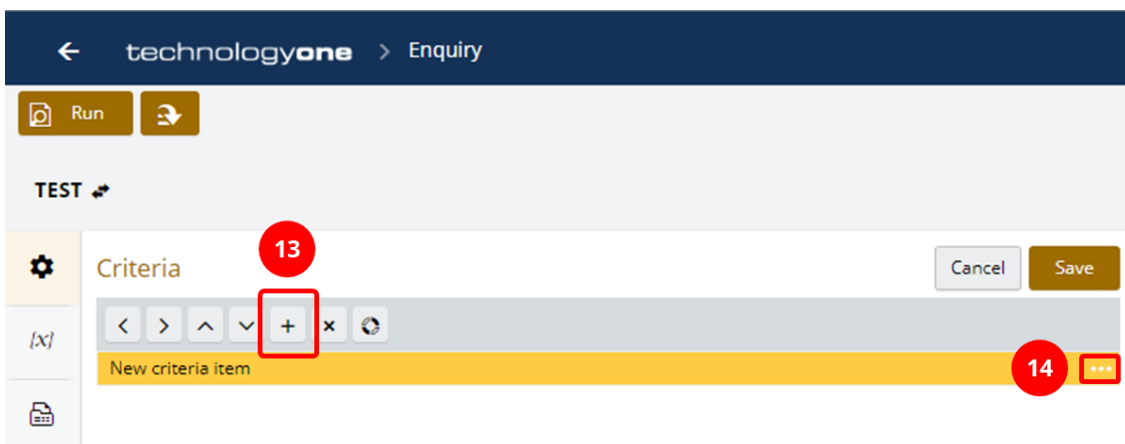 technologyone > Enquiry
Run
TEST
13
Criteria
Cancel
Save
{x}
New criteria item
14